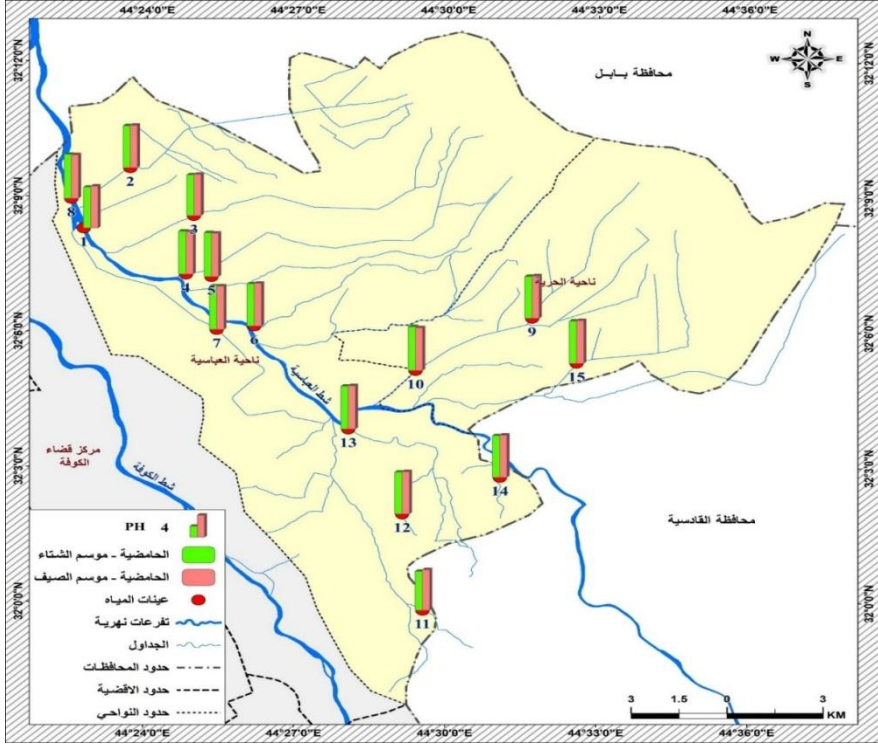 44°24'0"E 44°27'0"E 44°30'0"E 44°33'0"E 44°36'0"E
32°12'0"N
32°12'0"N
N
W E
S
محافظة بـابـل
2
32°9'0"N
32°9'0"N
8
3
1
4
5
ناحية الحرية
7
6
9
32°6'0"N
32°6'0"N
ناحية العباسية
10
15
شط العباسية
13
مركز قضاء
الكوفة
شط الكوفة
32°3'0"N
32°3'0"N
14
12
محافظة القادسية
PH 4
الحامضية - موسم الشتاء
الحامضية - موسم الصيف
عينات المياه
تفرعات نهرية
الجداول
حدود المحافظات
حدود الاقضية
حدود النواحي
32°0'0"N
32°0'0"N
11
3 1.5 0 3
KM
44°24'0"E 44°27'0"E 44°30'0"E 44°33'0"E 44°36'0"E